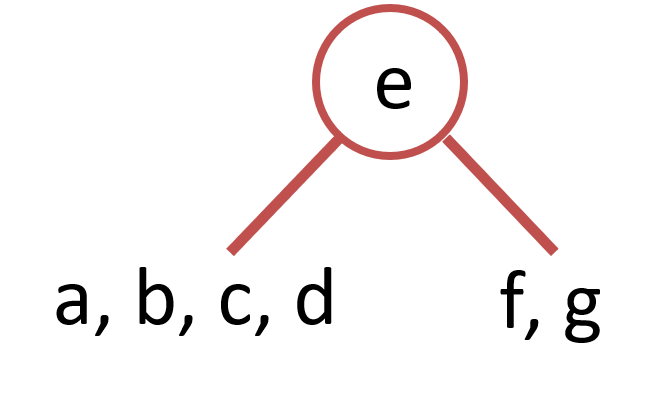 e
a, b, c, d
f, g